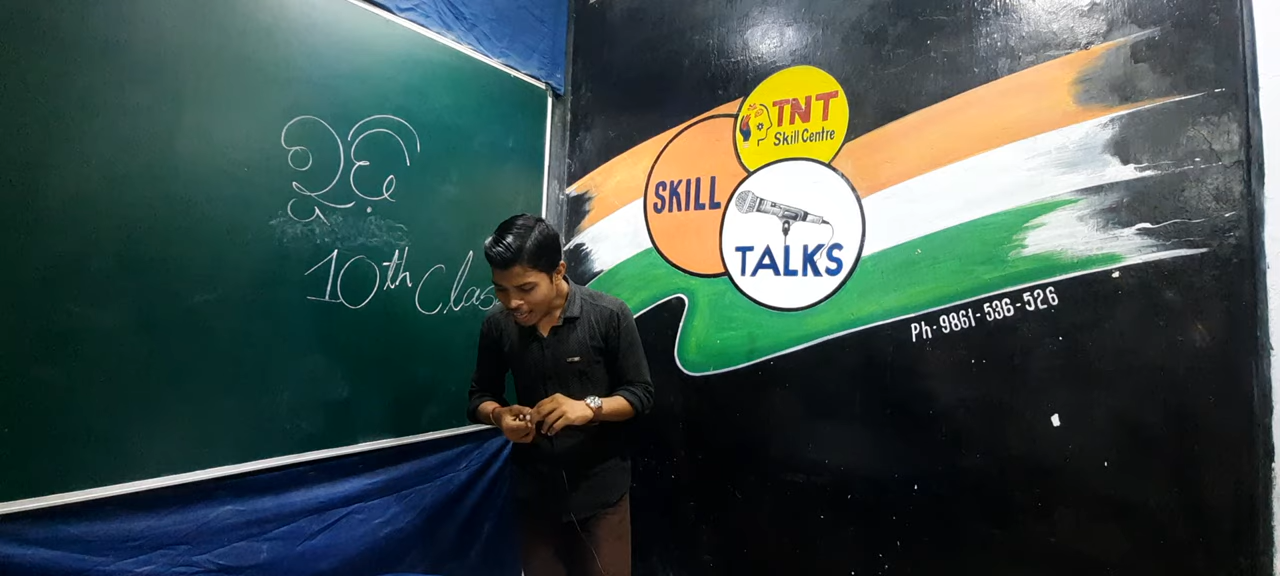 10th Clas
TNT
Skill Centre
SKILL
TALKS
Ph-9861-536-526